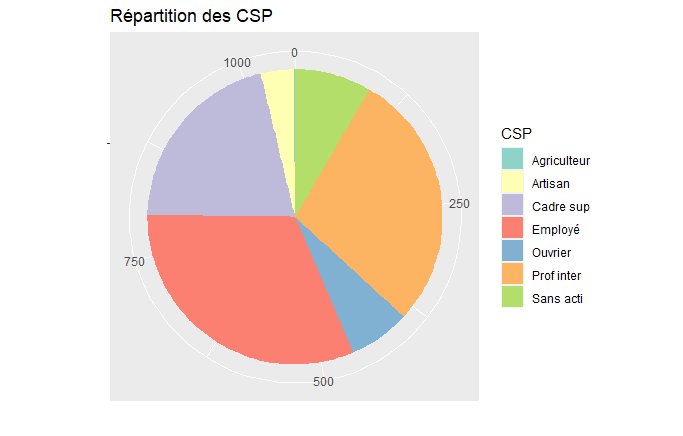 Répartition des CSP
0
1000
250
750
500
CSP
Agriculteur
Artisan
Cadre sup
Employé
Ouvrier
Prof inter
Sans acti